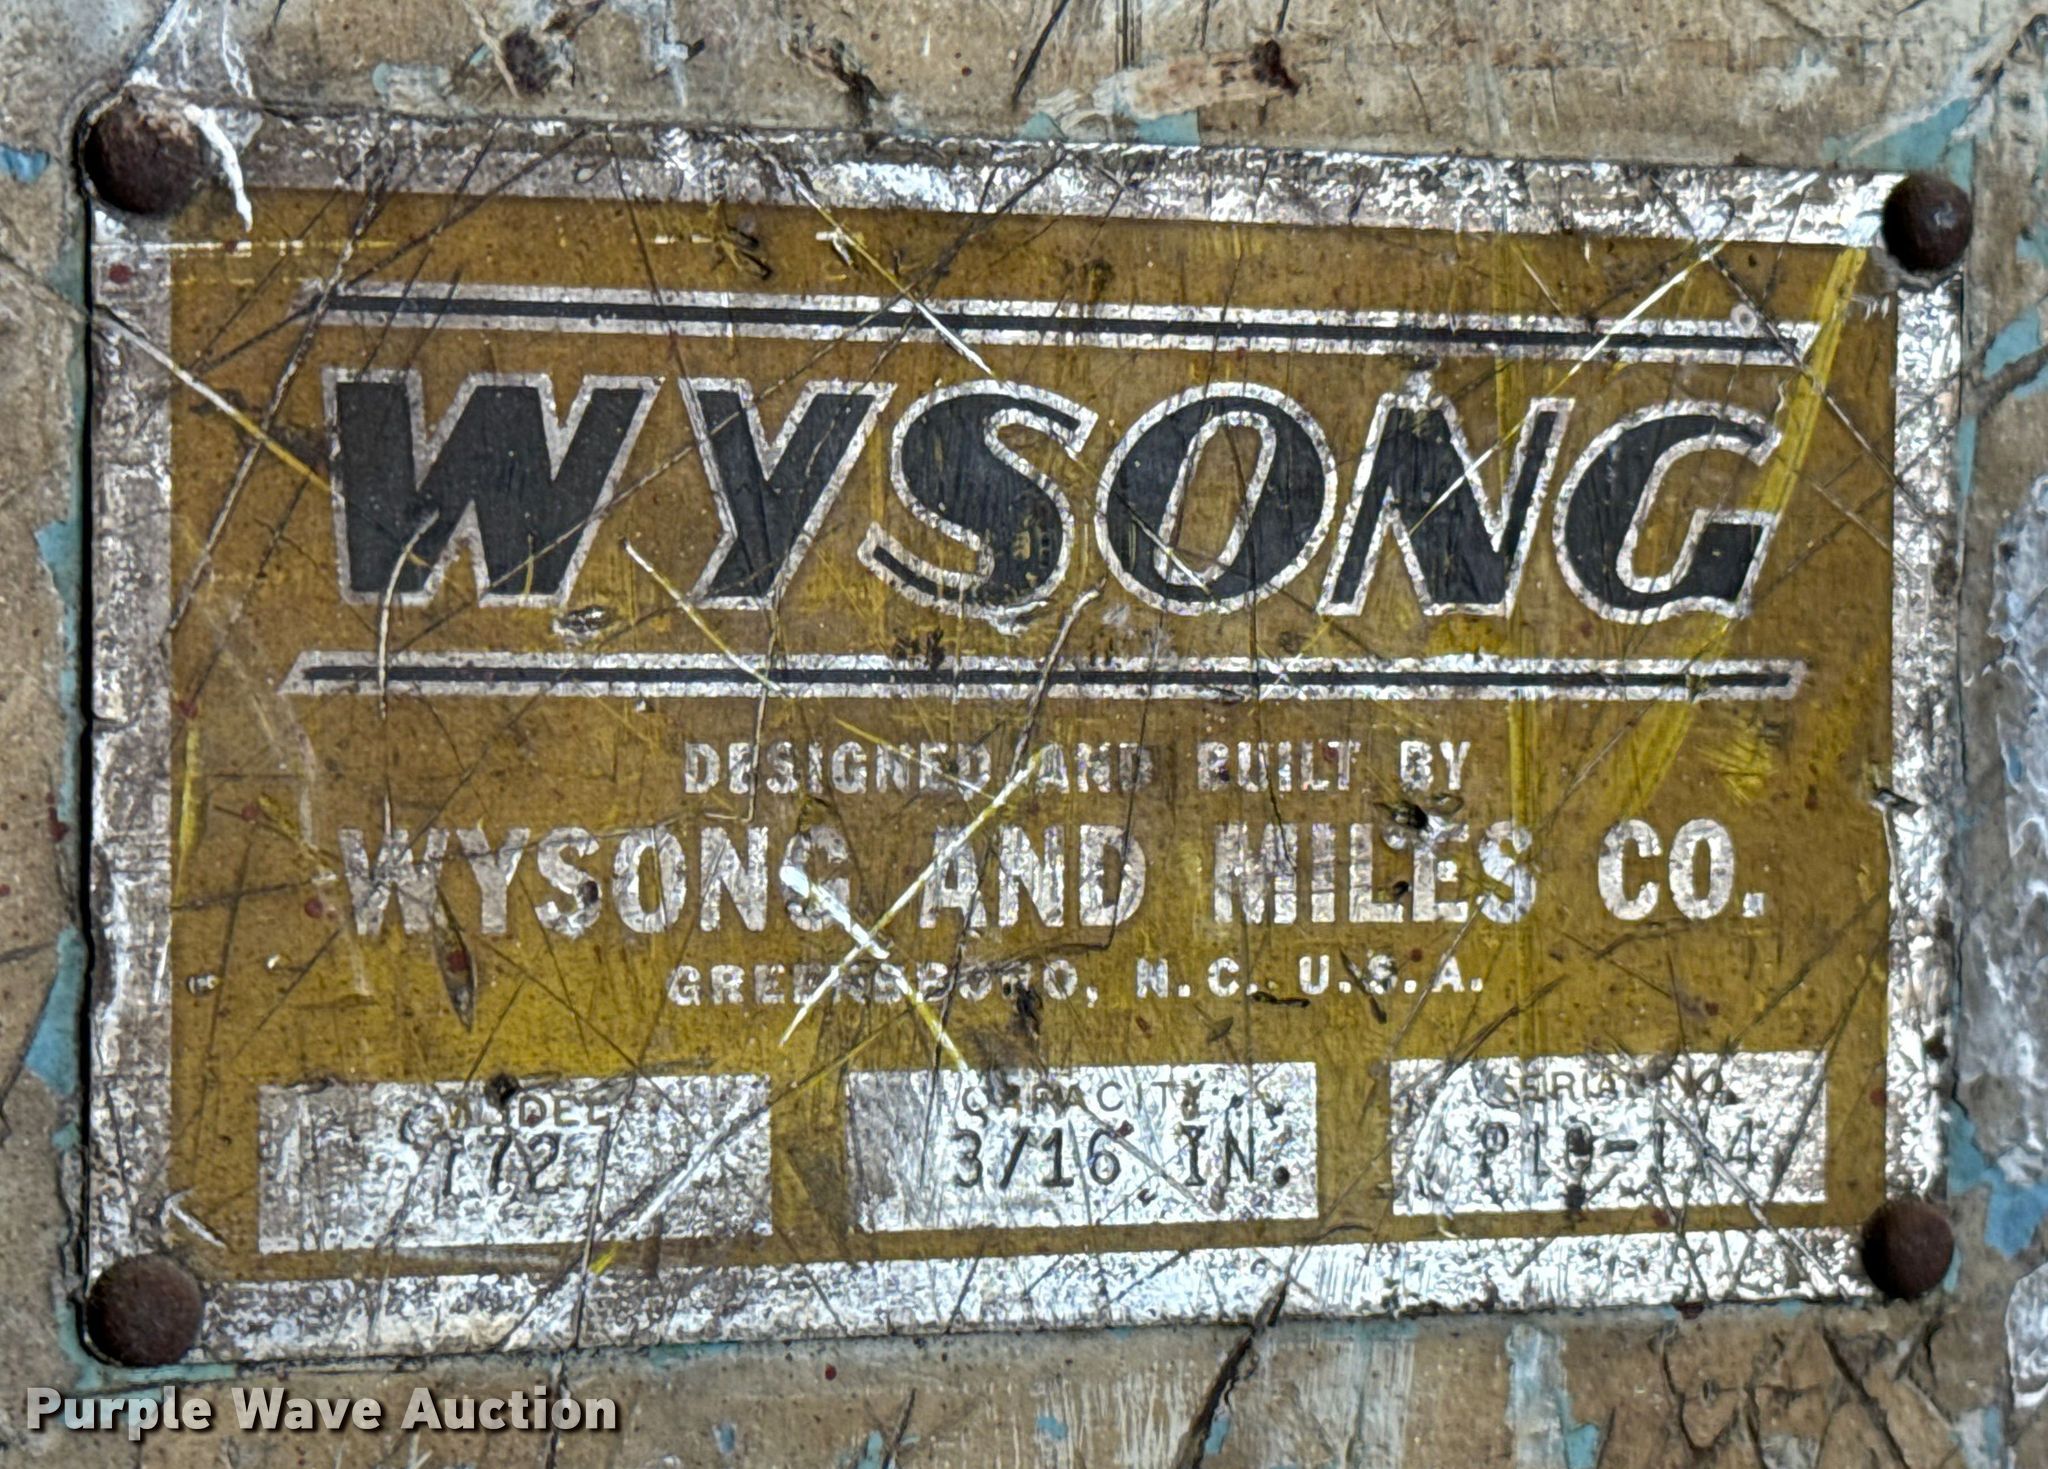 WYSONG
DESIGNED AND BUILT BY
WYSONG AND MILES CO.
GREENSBORO, N.C. U.S.A.
MODEL CAPACITY SERIAL NO.
3/16 IN.
Purple Wave Auction